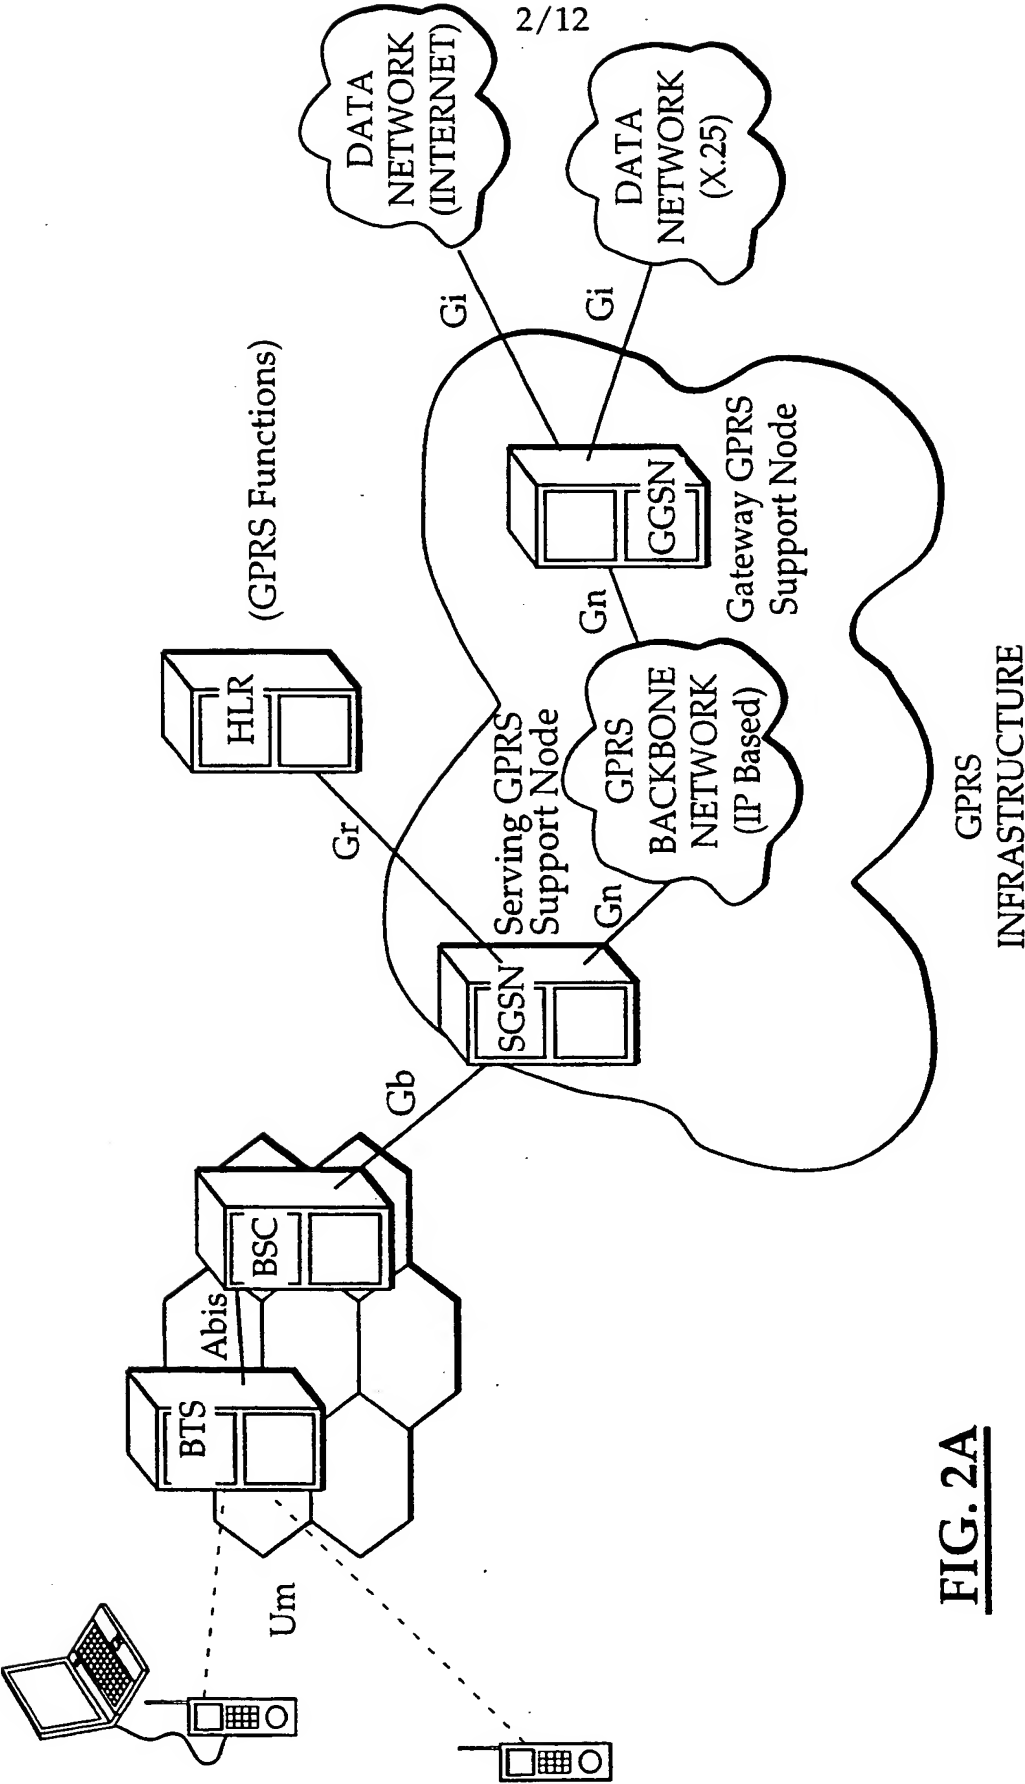 2/12
DATA
NETWORK
(INTERNET)
DATA
NETWORK
(X.25)
Gi
Gi
(GPRS Functions)
HLR
Gr
GGSN
Gateway GPRS
Support Node
Gn
GPRS
BACKBONE
NETWORK
(IP Based)
Gn
Serving GPRS
Support Node
SGSN
Gb
BSC
Abis
BTS
Um
GPRS
INFRASTRUCTURE
FIG. 2A